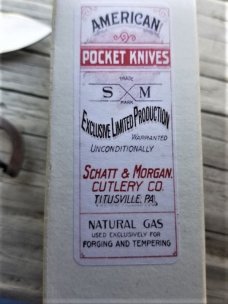 AMERICAN
POCKET KNIVES
TRADE
S M
MARK
EXCLUSIVE LIMITED PRODUCTION
WARRANTED
UNCONDITIONALLY
SCHATT & MORGAN
CUTLERY CO.
TITUSVILLE, PA.
NATURAL GAS
USED EXCLUSIVELY FOR
FORGING AND TEMPERING